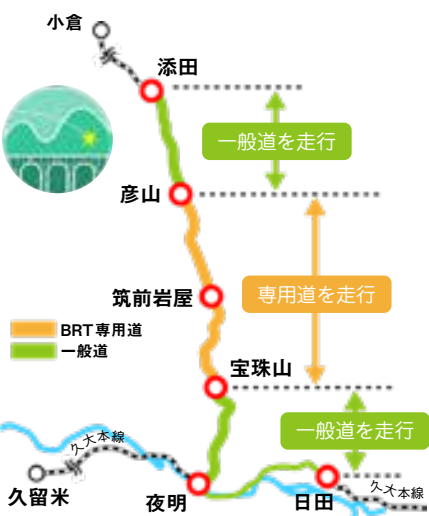 小倉
添田
一般道を走行
彦山
専用道を走行
筑前岩屋
BRT専用道
一般道
宝珠山
一般道を走行
久大本線
久留米
夜明
日田
久大本線